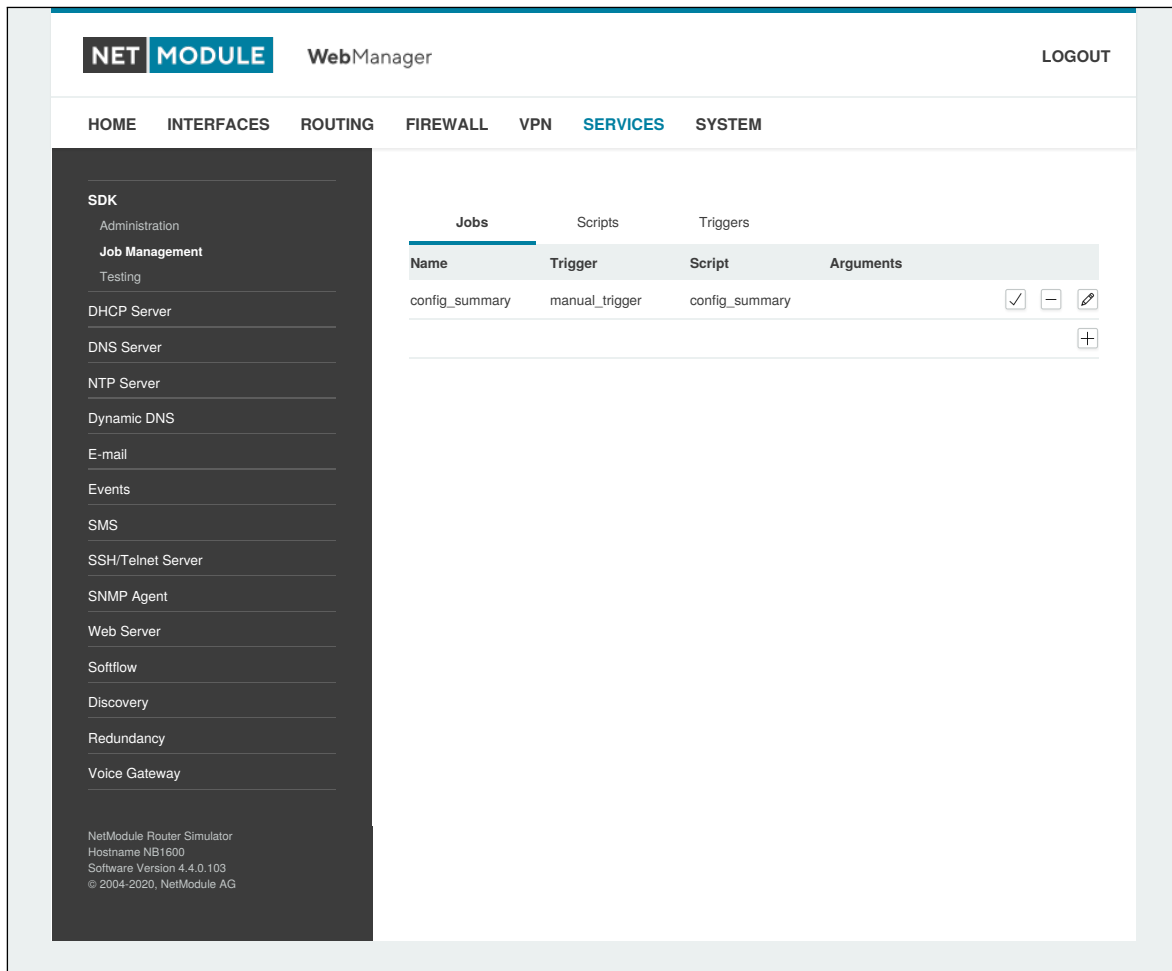 NET MODULE WebManager LOGOUT
HOME INTERFACES ROUTING FIREWALL VPN SERVICES SYSTEM
SDK
Administration
Job Management
Testing
DHCP Server
DNS Server
NTP Server
Dynamic DNS
E-mail
Events
SMS
SSH/Telnet Server
SNMP Agent
Web Server
Softflow
Discovery
Redundancy
Voice Gateway
NetModule Router Simulator
Hostname NB1600
Software Version 4.4.0.103
© 2004-2020, NetModule AG
Jobs Scripts Triggers
Name Trigger Script Arguments
config_summary manual_trigger config_summary